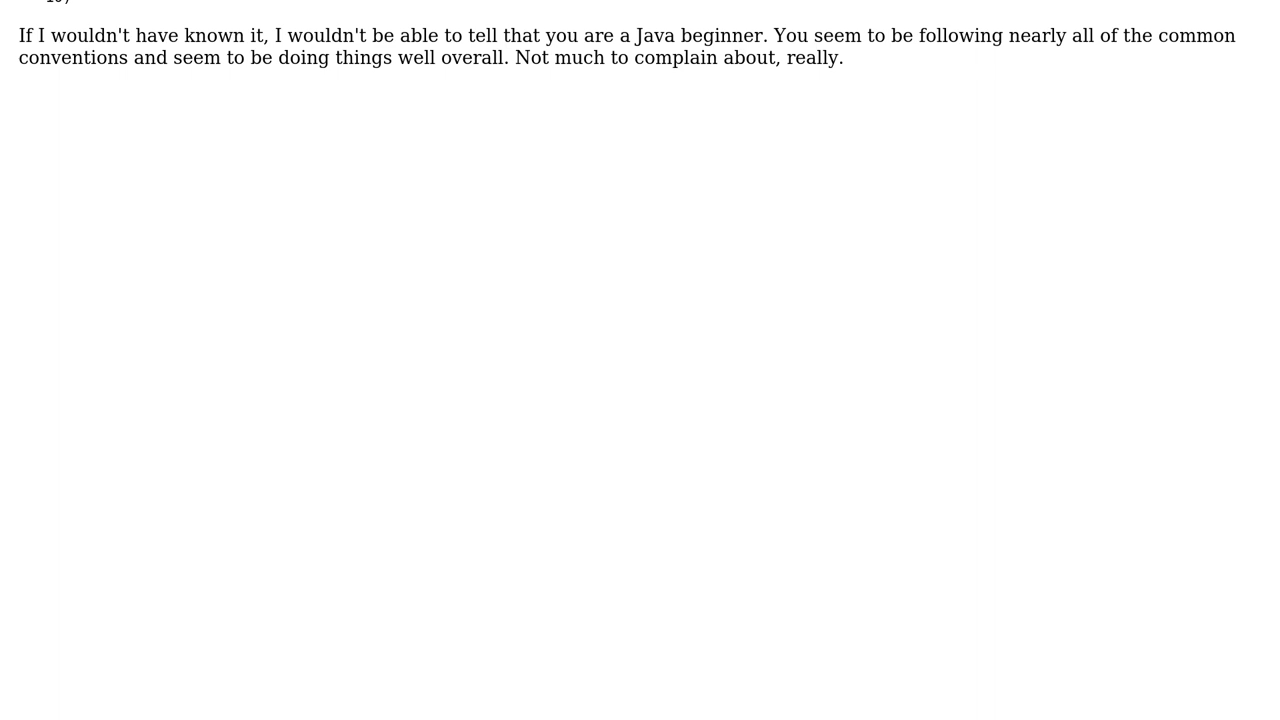 If I wouldn't have known it, I wouldn't be able to tell that you are a Java beginner. You seem to be following nearly all of the common
conventions and seem to be doing things well overall. Not much to complain about, really.